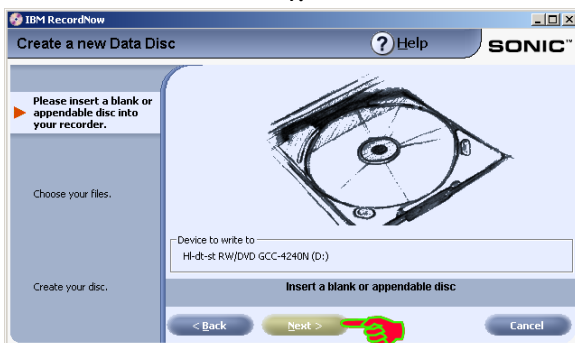 IBM RecordNow
Create a new Data Disc
? Help
SONIC™
Please insert a blank or
appendable disc into
your recorder.
Choose your files.
Create your disc.
Device to write to
Hl-dt-st RW/DVD GCC-4240N (D:)
Insert a blank or appendable disc
< Back
Next >
Cancel